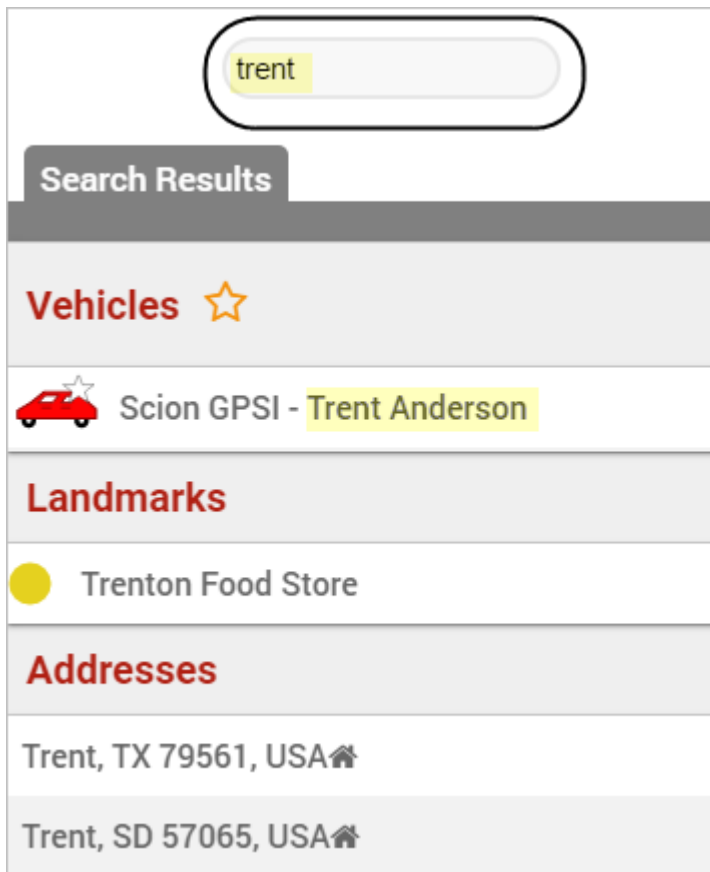 trent
Search Results
Vehicles
Scion GPSI - Trent Anderson
Landmarks
Trenton Food Store
Addresses
Trent, TX 79561, USA
Trent, SD 57065, USA